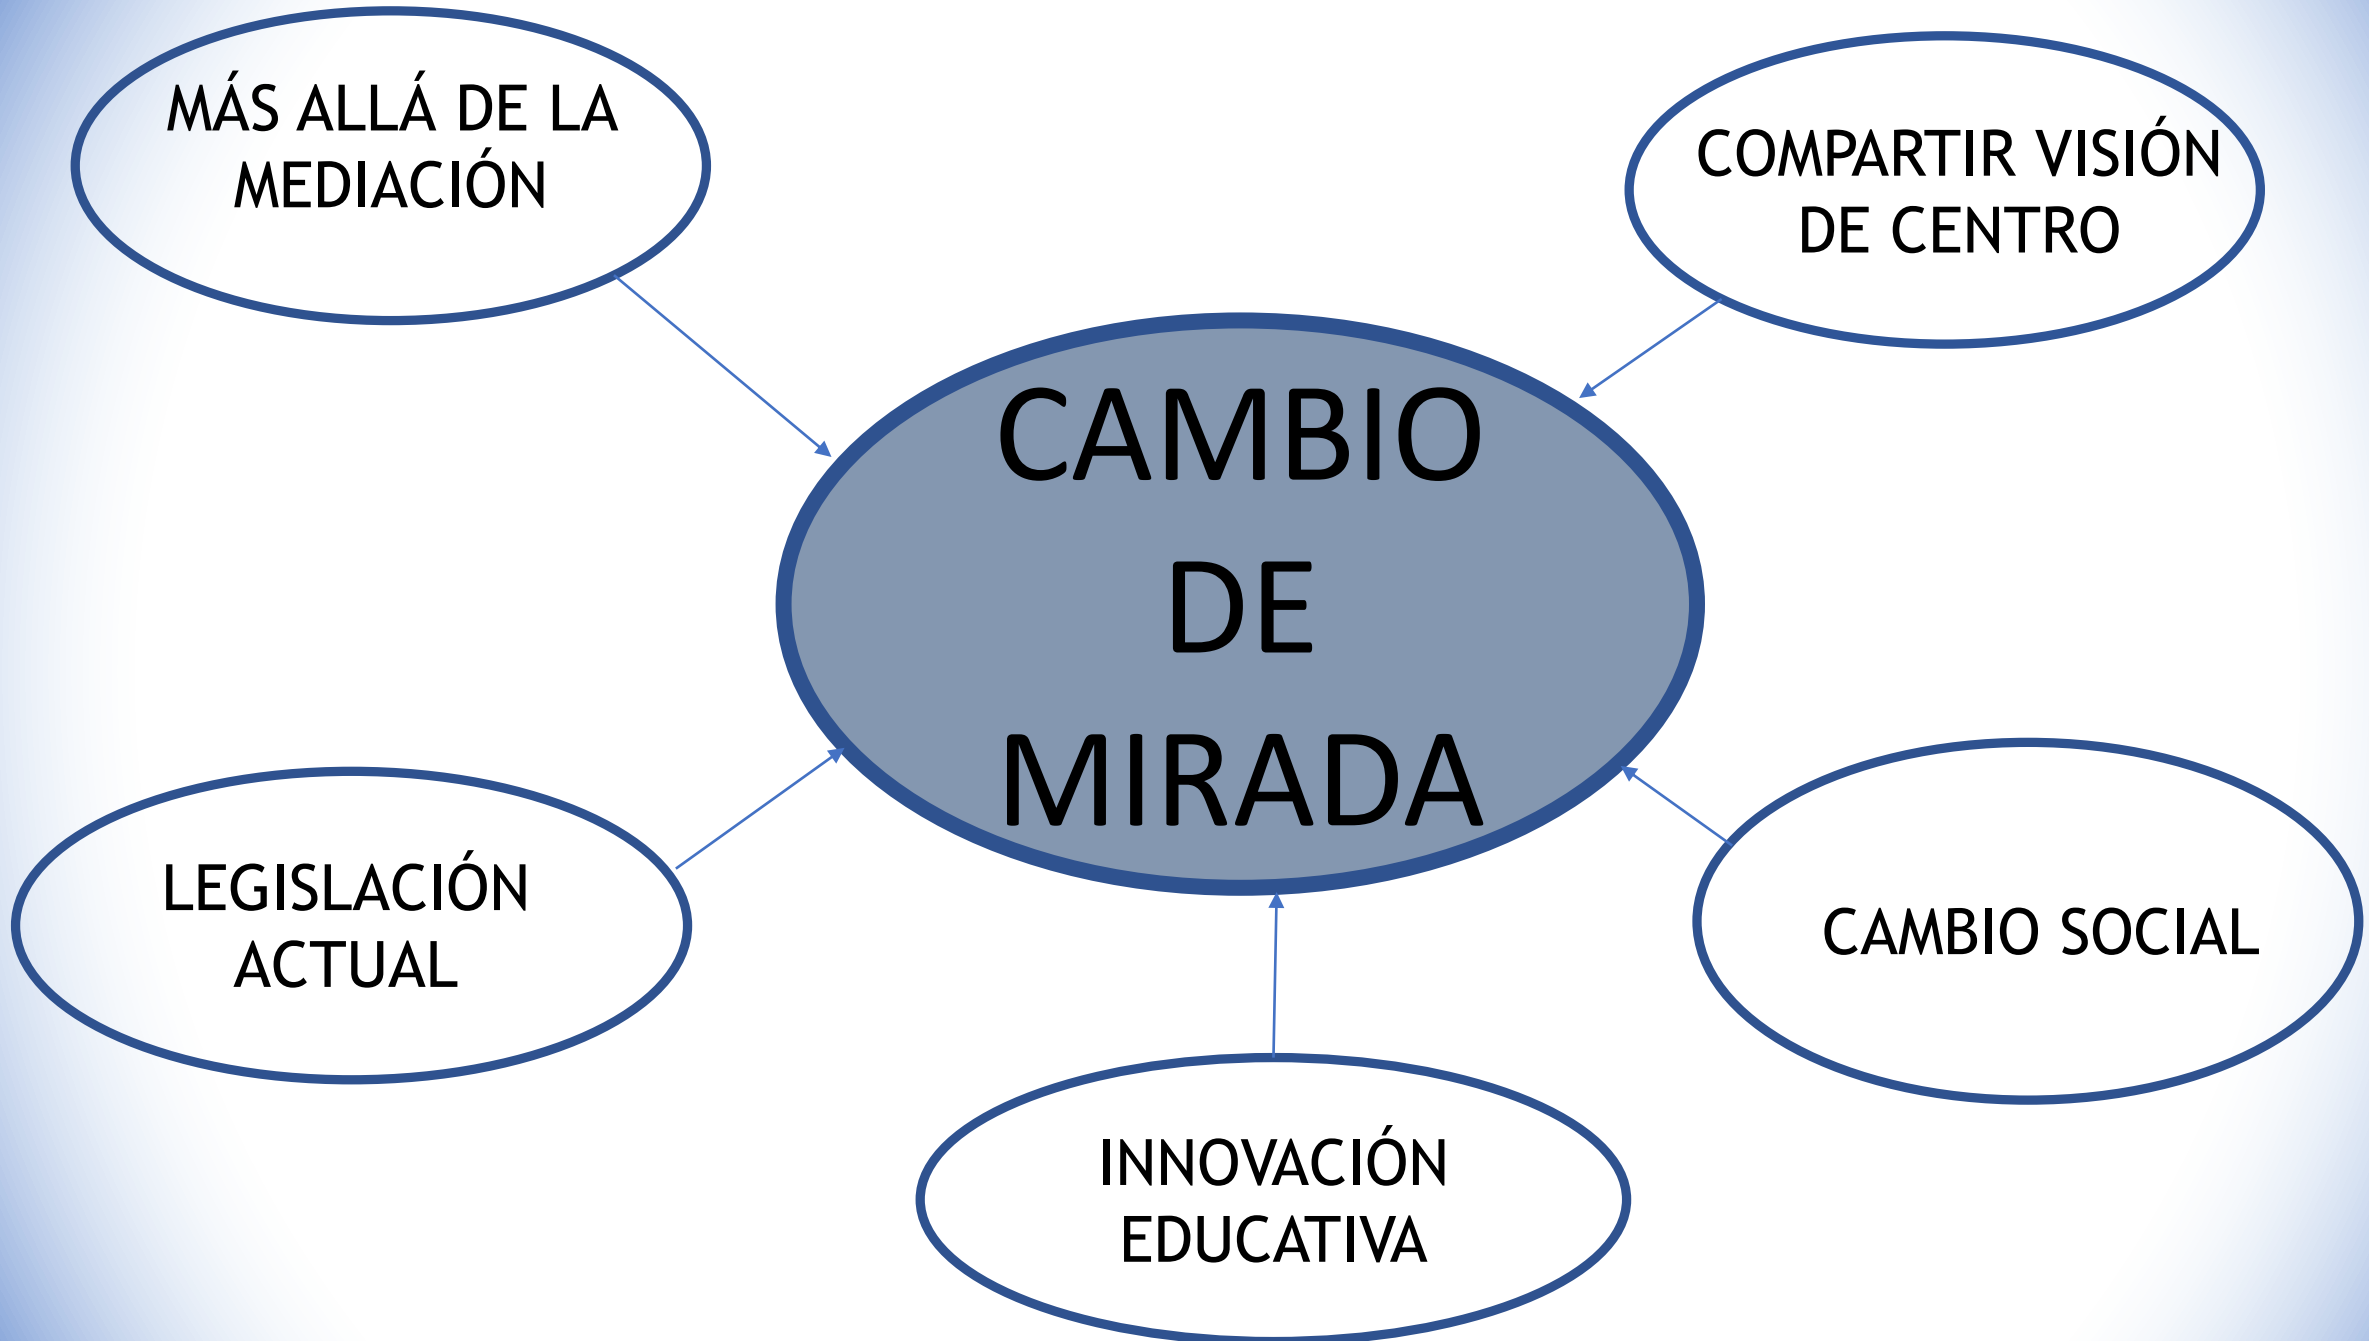 MÁS ALLÁ DE LA
MEDIACIÓN
COMPARTIR VISIÓN
DE CENTRO
CAMBIO
DE
MIRADA
LEGISLACIÓN
ACTUAL
CAMBIO SOCIAL
INNOVACIÓN
EDUCATIVA